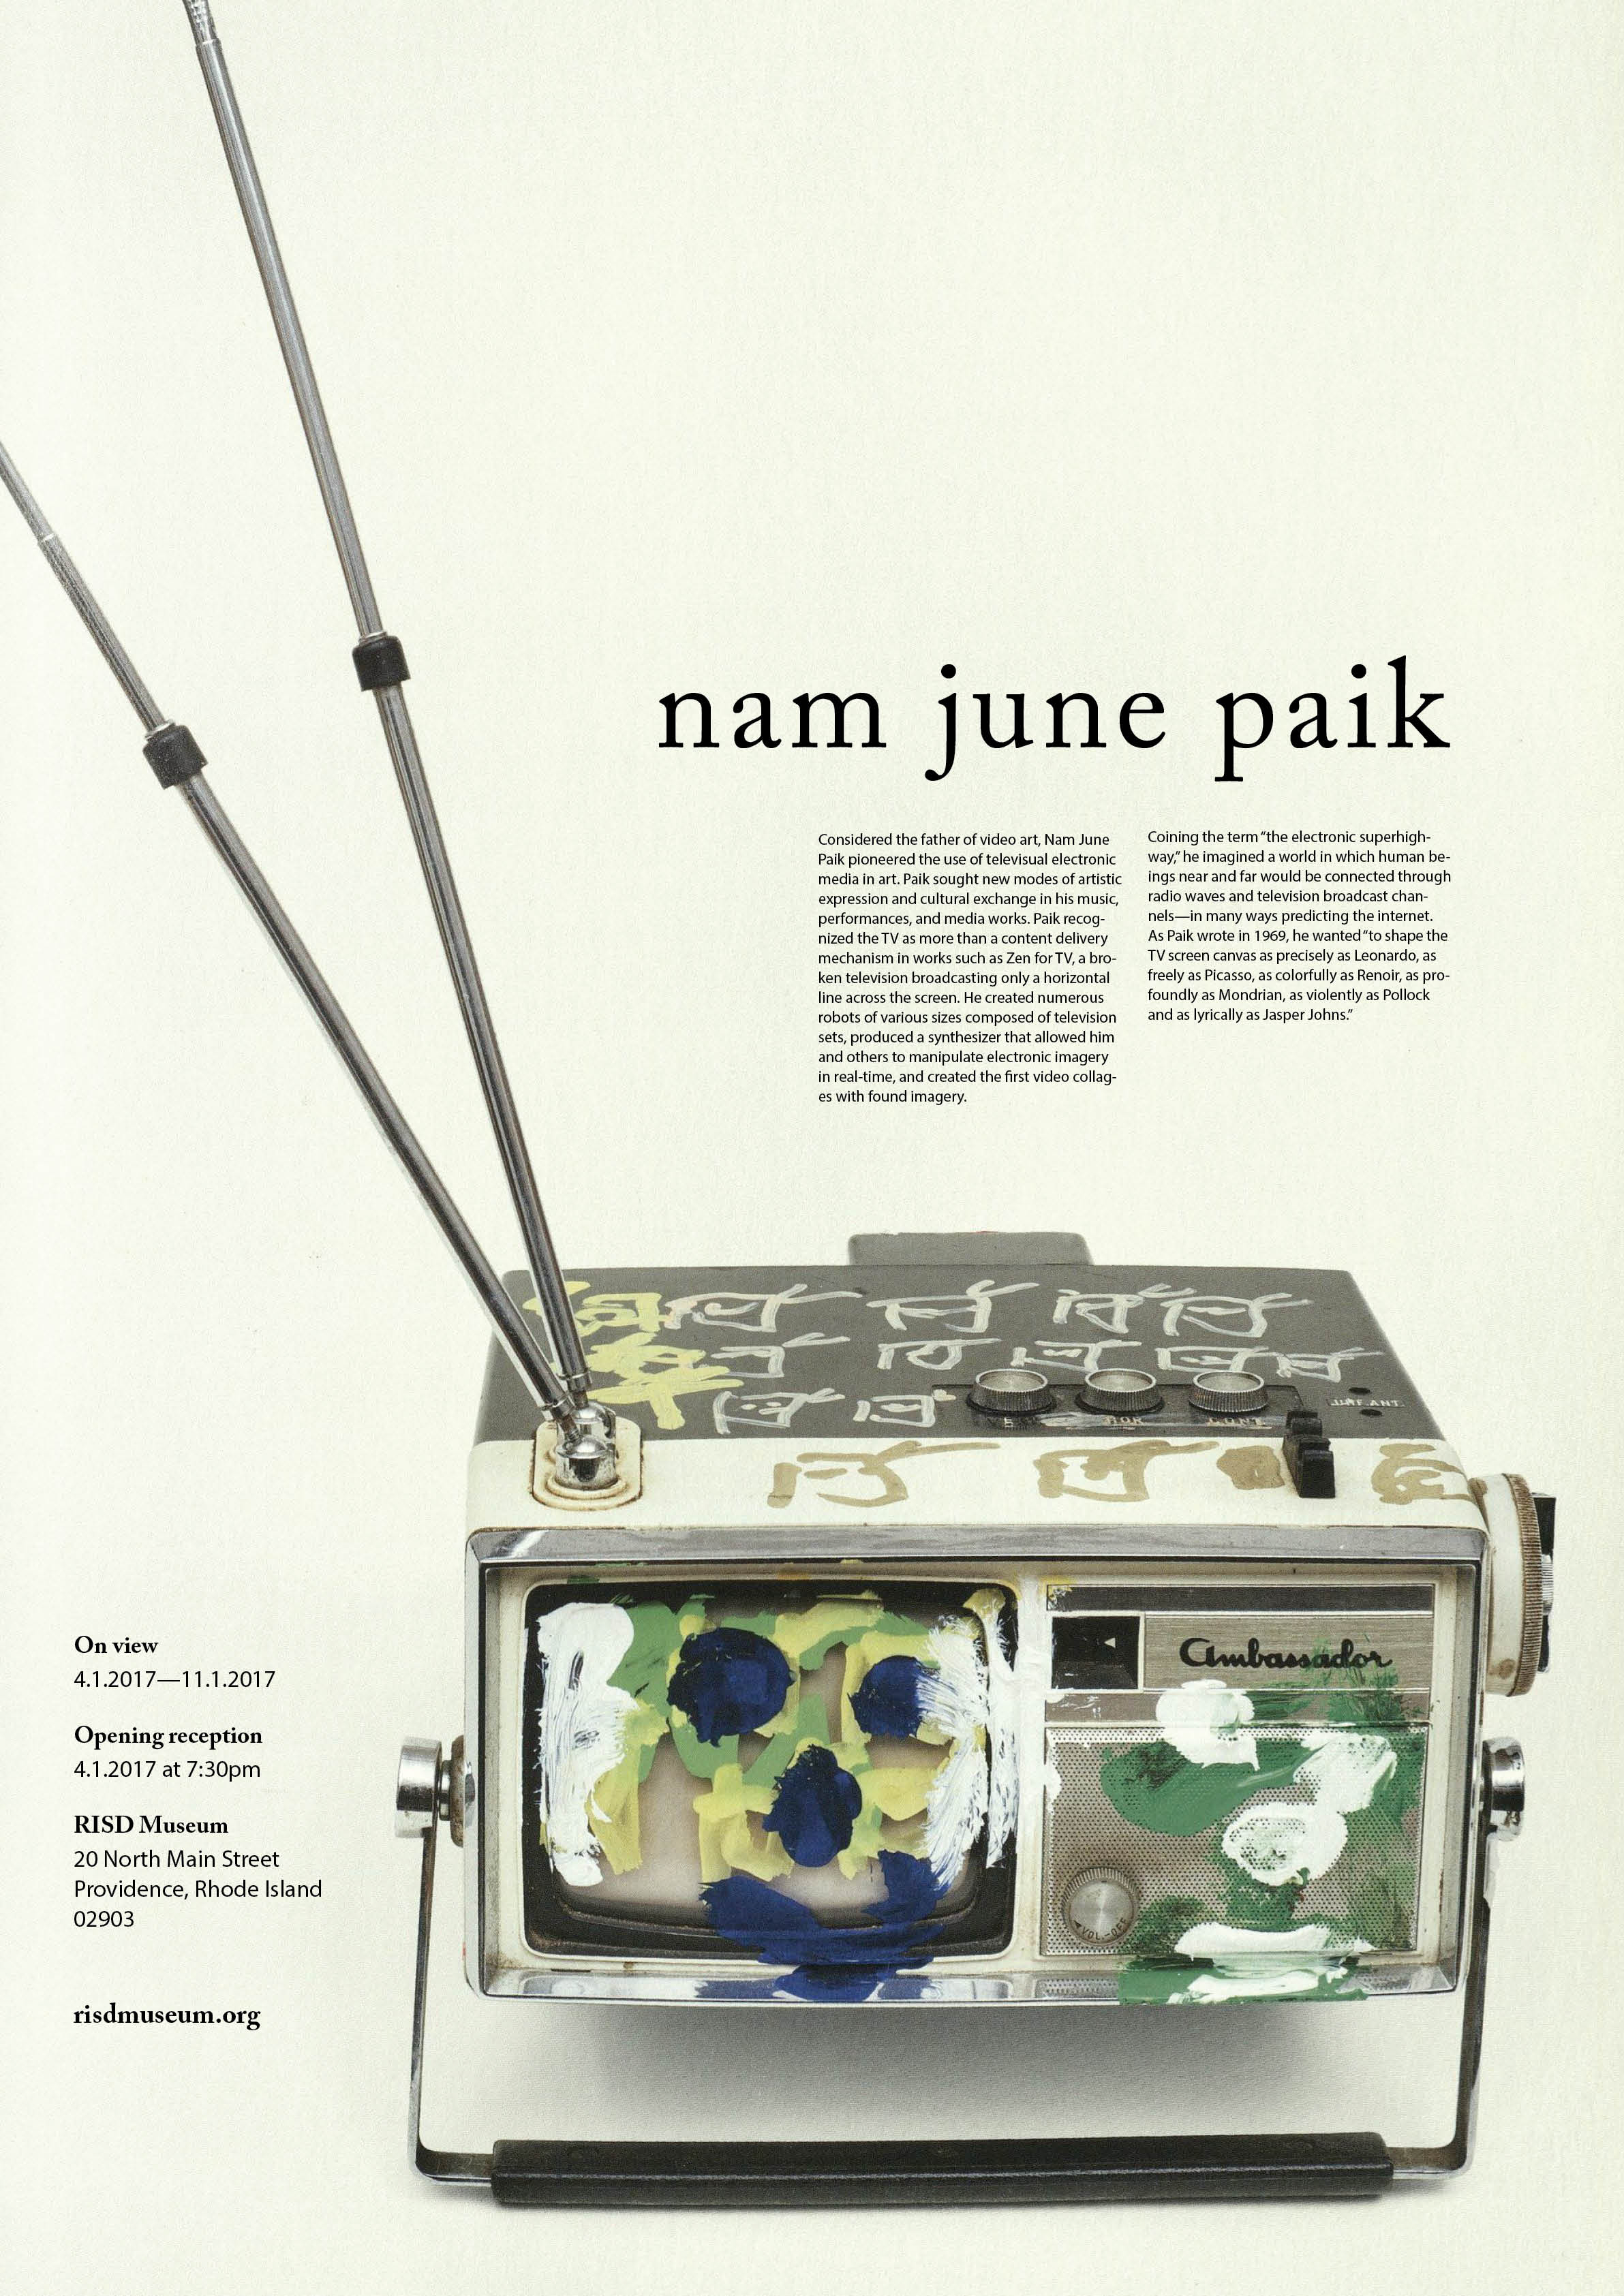 nam june paik
Considered the father of video art, Nam June
Paik pioneered the use of televisual electronic
media in art. Paik sought new modes of artistic
expression and cultural exchange in his music,
performances, and media works. Paik recog-
nized the TV as more than a content delivery
mechanism in works such as Zen for TV, a bro-
ken television broadcasting only a horizontal
line across the screen. He created numerous
robots of various sizes composed of television
sets, produced a synthesizer that allowed him
and others to manipulate electronic imagery
in real-time, and created the first video collag-
es with found imagery.
Coining the term “the electronic superhigh-
way,” he imagined a world in which human be-
ings near and far would be connected through
radio waves and television broadcast chan-
nels—in many ways predicting the internet.
As Paik wrote in 1969, he wanted “to shape the
TV screen canvas as precisely as Leonardo, as
freely as Picasso, as colorfully as Renoir, as pro-
foundly as Mondrian, as violently as Pollock
and as lyrically as Jasper Johns.”
HOR CONT
ANT.
Ambassador
VOL-OFF
On view
4.1.2017—11.1.2017
Opening reception
4.1.2017 at 7:30pm
RISD Museum
20 North Main Street
Providence, Rhode Island
02903
risdmuseum.org